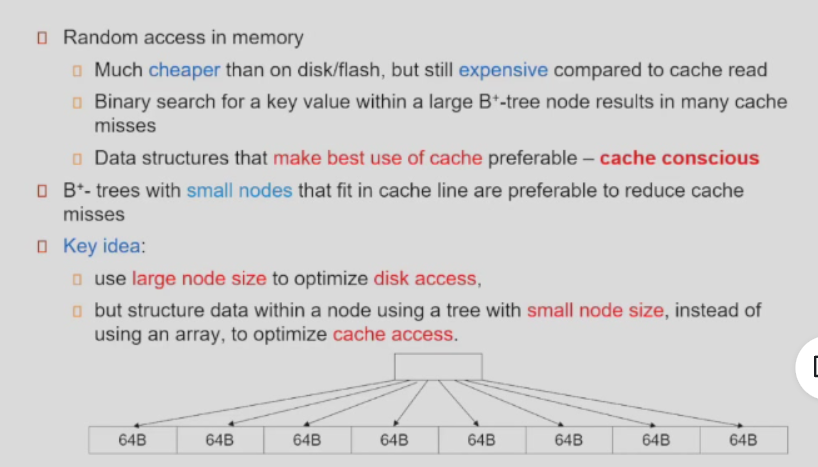 Random access in memory
Much cheaper than on disk/flash, but still expensive compared to cache read
Binary search for a key value within a large B⁺-tree node results in many cache
misses
Data structures that make best use of cache preferable – cache conscious
B⁺- trees with small nodes that fit in cache line are preferable to reduce cache
misses
Key idea:
use large node size to optimize disk access,
but structure data within a node using a tree with small node size, instead of
using an array, to optimize cache access.
64B 64B 64B 64B 64B 64B 64B 64B